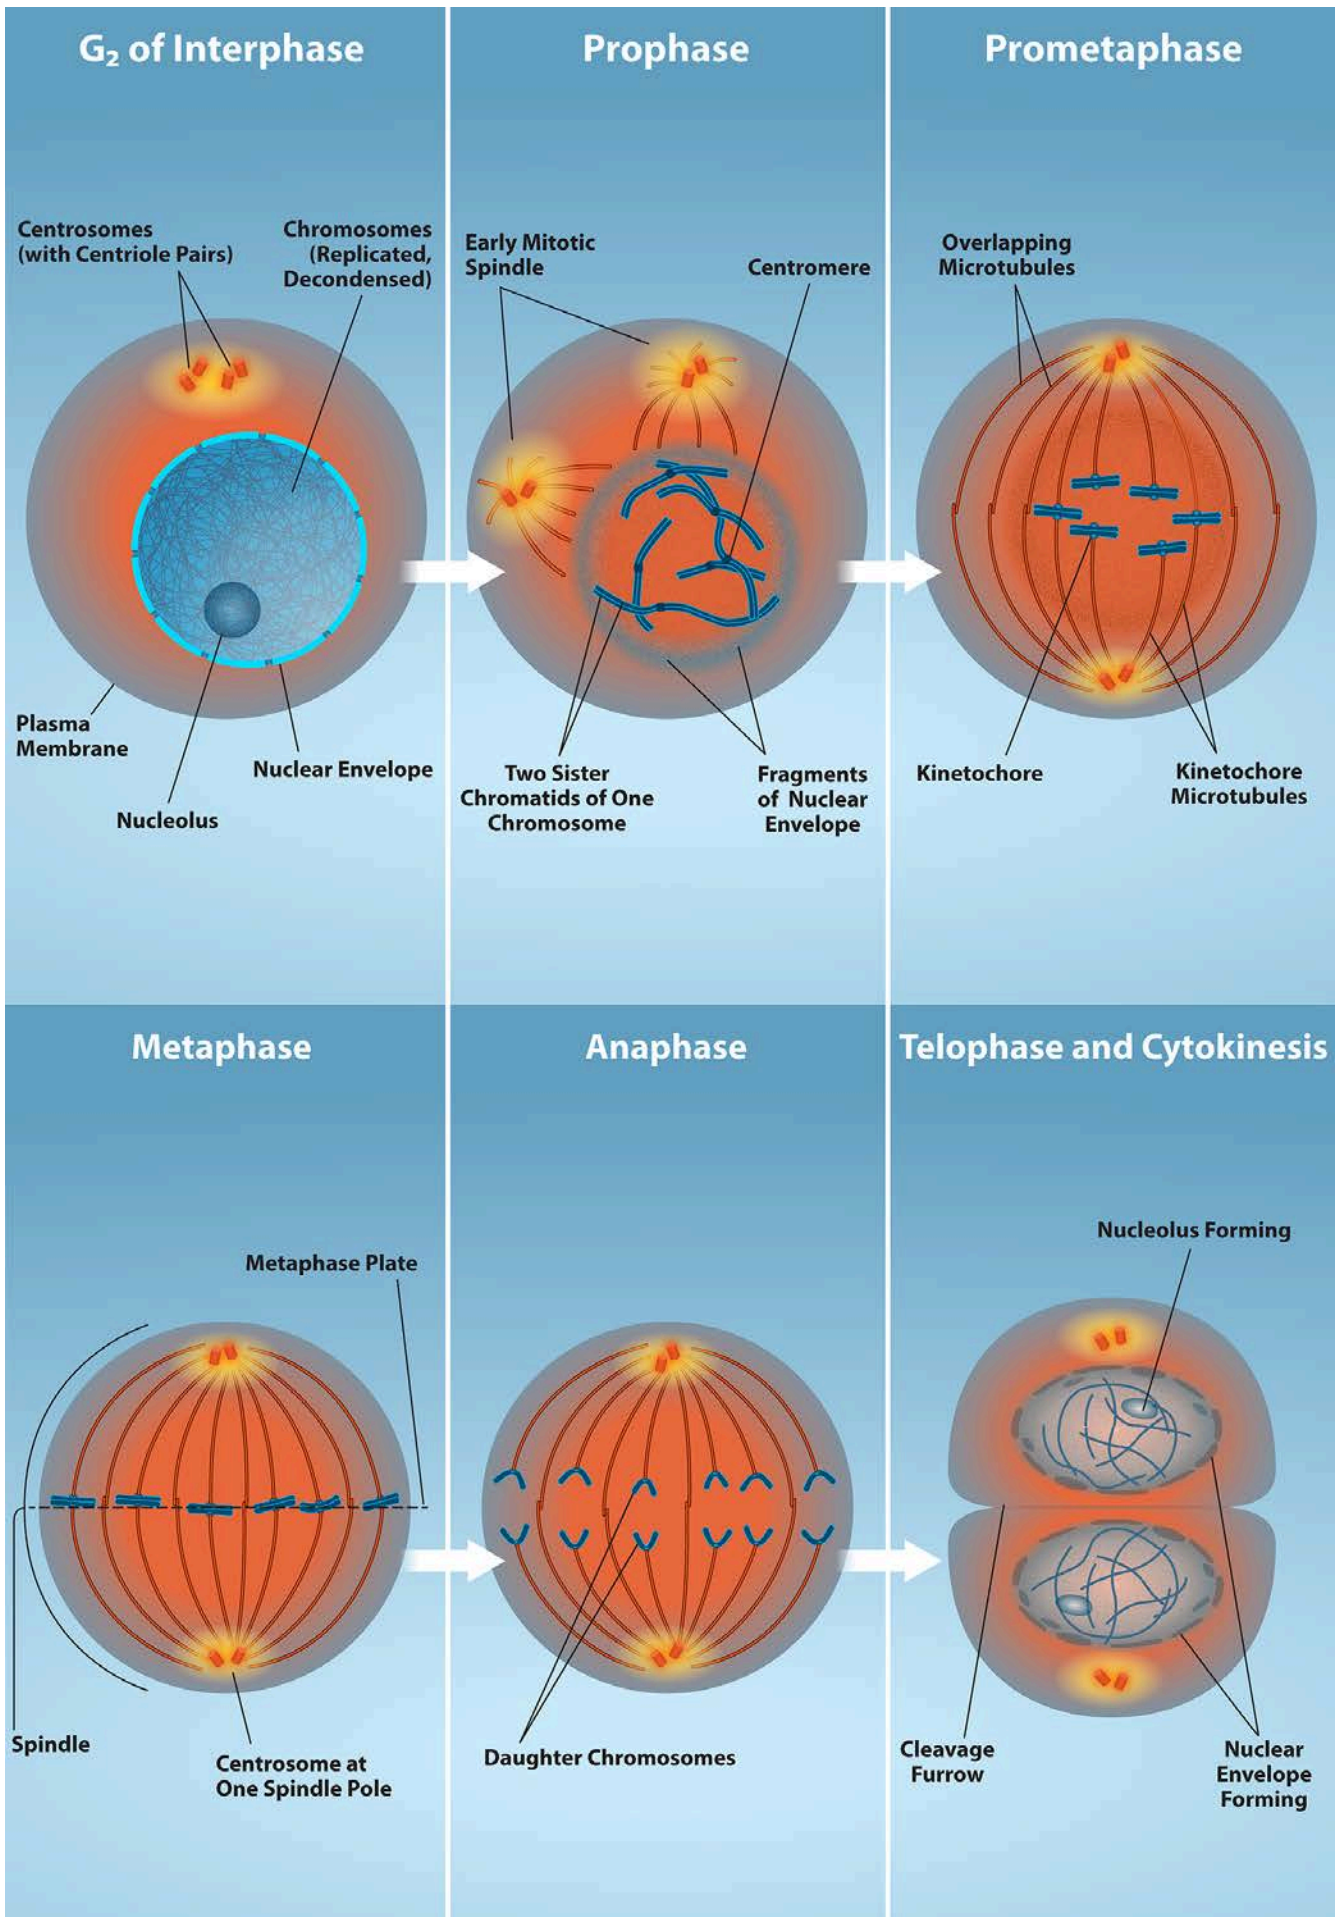 G₂ of Interphase
Centrosomes
(with Centriole Pairs)
Chromosomes
(Replicated,
Decondensed)
Plasma
Membrane
Nuclear Envelope
Nucleolus
Prophase
Early Mitotic
Spindle
Centromere
Two Sister
Chromatids of One
Chromosome
Fragments
of Nuclear
Envelope
Prometaphase
Overlapping
Microtubules
Kinetochore
Kinetochore
Microtubules
Metaphase
Metaphase Plate
Spindle
Centrosome at
One Spindle Pole
Anaphase
Daughter Chromosomes
Telophase and Cytokinesis
Nucleolus Forming
Cleavage
Furrow
Nuclear
Envelope
Forming